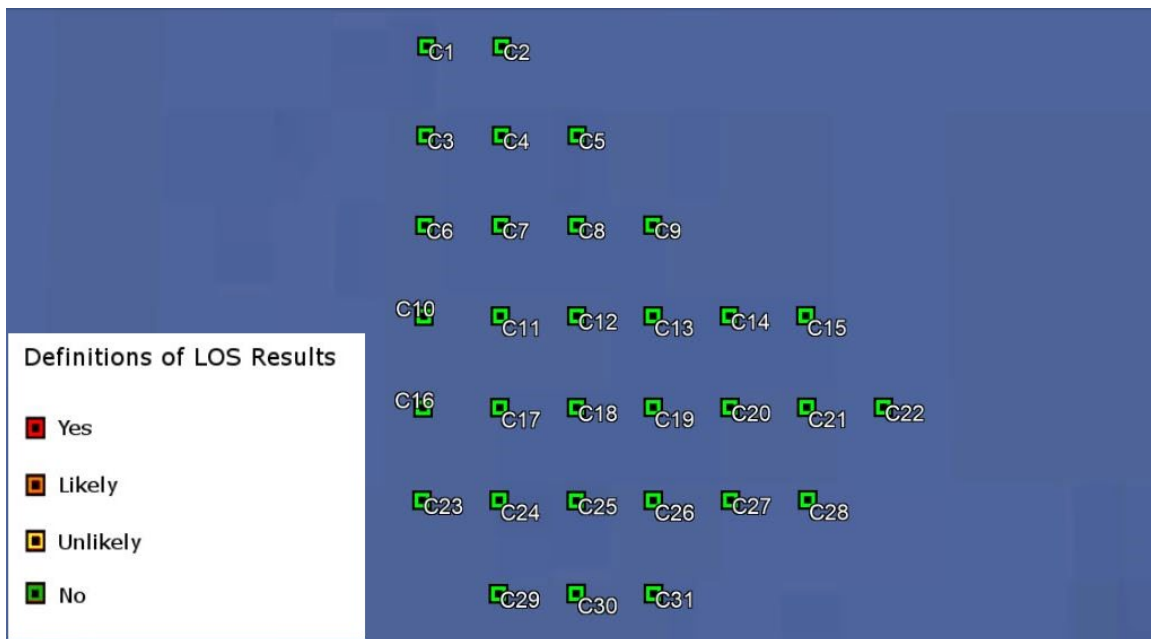 C1 C2
C3 C4 C5
C6 C7 C8 C9
C10 C11 C12 C13 C14 C15
C16 C17 C18 C19 C20 C21 C22
C23 C24 C25 C26 C27 C28
C29 C30 C31
Definitions of LOS Results
Yes
Likely
Unlikely
No